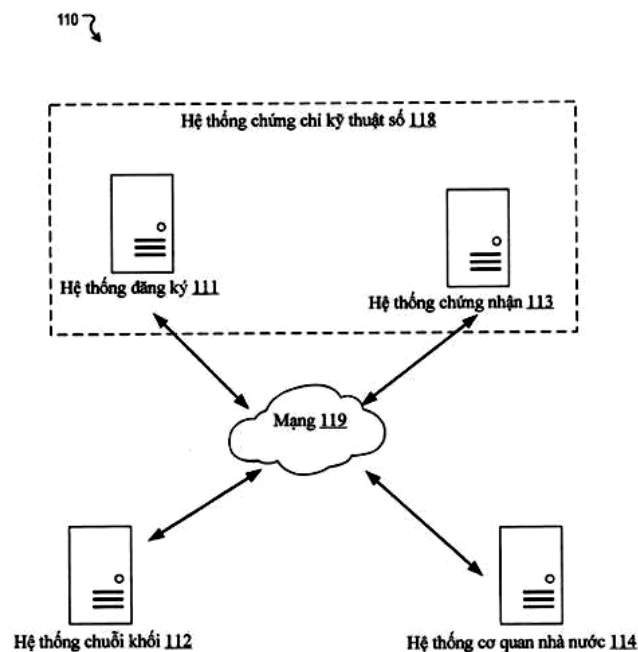 110
Hệ thống chứng chỉ kỹ thuật số 118
Hệ thống đăng ký 111
Hệ thống chứng nhận 113
Mạng 119
Hệ thống chuỗi khối 112
Hệ thống cơ quan nhà nước 114